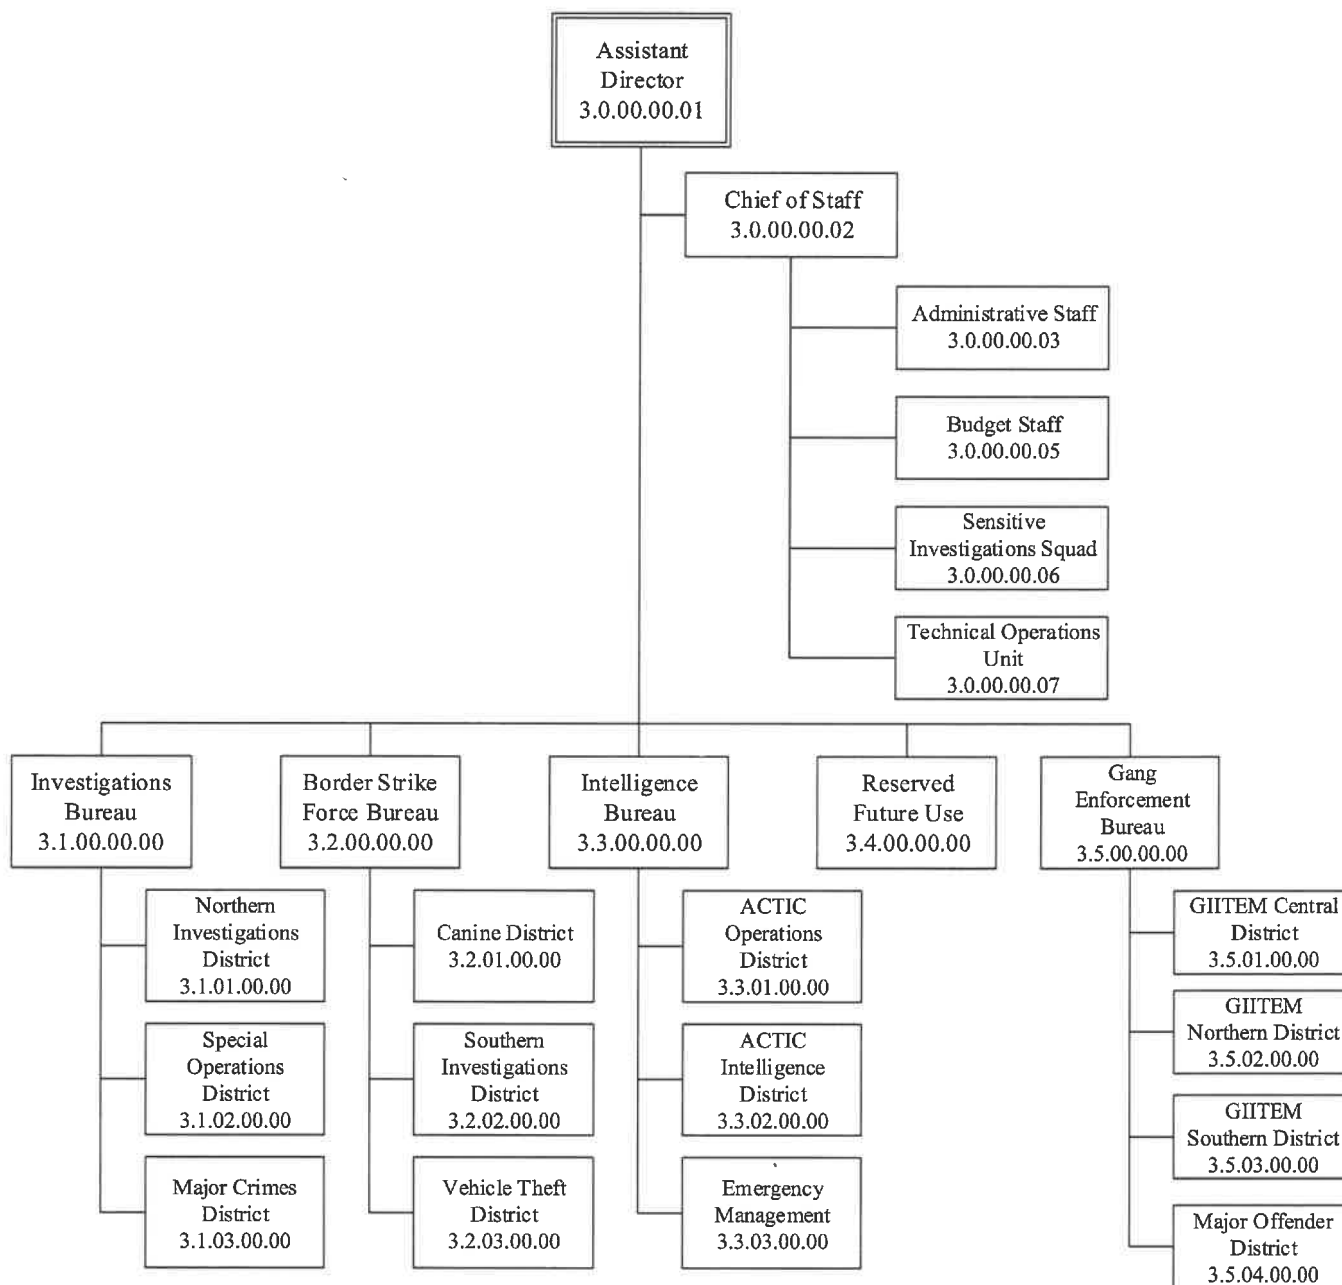 Assistant
Director
3.0.00.00.01
Chief of Staff
3.0.00.00.02
Administrative Staff
3.0.00.00.03
Budget Staff
3.0.00.00.05
Sensitive
Investigations Squad
3.0.00.00.06
Technical Operations
Unit
3.0.00.00.07
Investigations
Bureau
3.1.00.00.00
Border Strike
Force Bureau
3.2.00.00.00
Intelligence
Bureau
3.3.00.00.00
Reserved
Future Use
3.4.00.00.00
Gang
Enforcement
Bureau
3.5.00.00.00
Northern
Investigations
District
3.1.01.00.00
Special
Operations
District
3.1.02.00.00
Major Crimes
District
3.1.03.00.00
Canine District
3.2.01.00.00
Southern
Investigations
District
3.2.02.00.00
Vehicle Theft
District
3.2.03.00.00
ACTIC
Operations
District
3.3.01.00.00
ACTIC
Intelligence
District
3.3.02.00.00
Emergency
Management
3.3.03.00.00
GIITEM Central
District
3.5.01.00.00
GIITEM
Northern District
3.5.02.00.00
GIITEM
Southern District
3.5.03.00.00
Major Offender
District
3.5.04.00.00